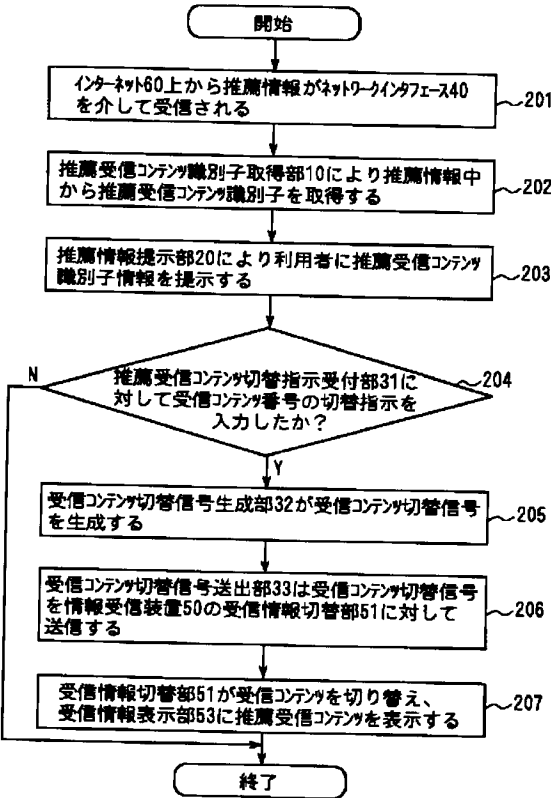 開始
インターネット60上から推薦情報がネットワークインタフェース40
を介して受信される
201
推薦受信コンテンツ識別子取得部10により推薦情報中
から推薦受信コンテンツ識別子を取得する
202
推薦情報提示部20により利用者に推薦受信コンテンツ
識別子情報を提示する
203
推薦受信コンテンツ切替指示受付部31に
対して受信コンテンツ番号の切替指示を
入力したか?
204
N
Y
受信コンテンツ切替信号生成部32が受信コンテンツ切替信号
を生成する
205
受信コンテンツ切替信号送出部33は受信コンテンツ切替信号
を情報受信装置50の受信情報切替部51に対して
送信する
206
受信情報切替部51が受信コンテンツを切り替え、
受信情報表示部53に推薦受信コンテンツを表示する
207
終了